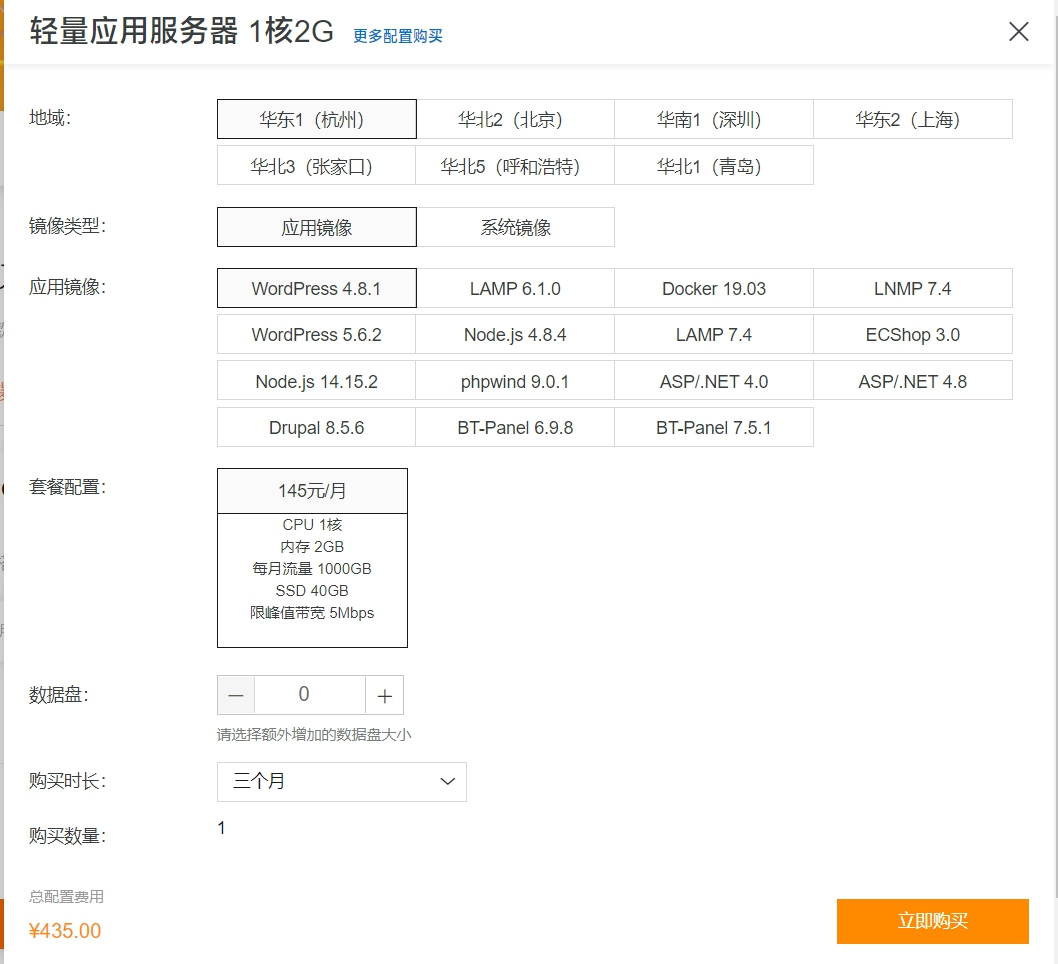 轻量应用服务器 1核2G 更多配置购买
地域:
华东1（杭州） 华北2（北京） 华南1（深圳） 华东2（上海）
华北3（张家口） 华北5（呼和浩特） 华北1（青岛）
镜像类型:
应用镜像 系统镜像
应用镜像:
WordPress 4.8.1 LAMP 6.1.0 Docker 19.03 LNMP 7.4
WordPress 5.6.2 Node.js 4.8.4 LAMP 7.4 ECShop 3.0
Node.js 14.15.2 phpwind 9.0.1 ASP/.NET 4.0 ASP/.NET 4.8
Drupal 8.5.6 BT-Panel 6.9.8 BT-Panel 7.5.1
套餐配置:
145元/月
CPU 1核
内存 2GB
每月流量 1000GB
SSD 40GB
限峰值带宽 5Mbps
数据盘:
0
请选择额外增加的数据盘大小
购买时长:
三个月
购买数量:
1
总配置费用
¥435.00
立即购买